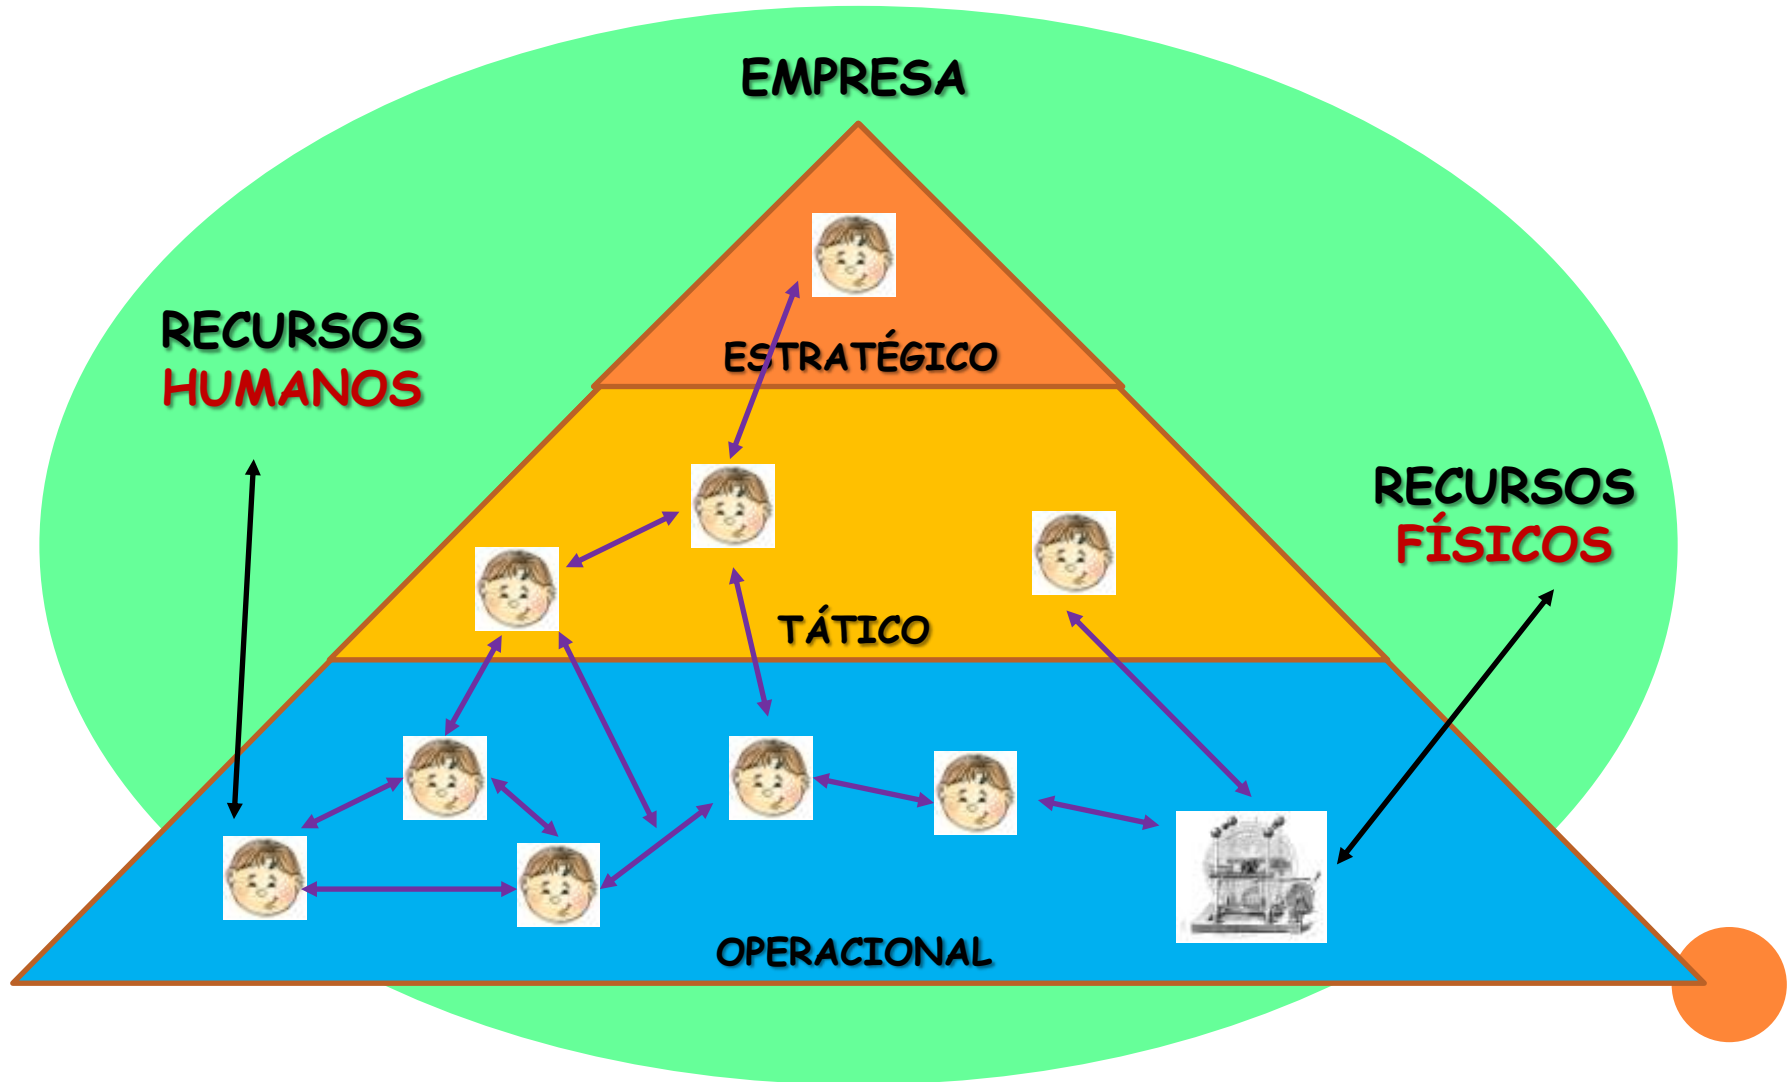 EMPRESA
RECURSOS
HUMANOS
ESTRATÉGICO
RECURSOS
FÍSICOS
TÁTICO
OPERACIONAL